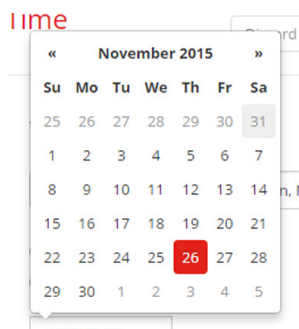 Time
« November 2015 »
Su Mo Tu We Th Fr Sa
25 26 27 28 29 30 31
1 2 3 4 5 6 7
8 9 10 11 12 13 14
15 16 17 18 19 20 21
22 23 24 25 26 27 28
29 30 1 2 3 4 5